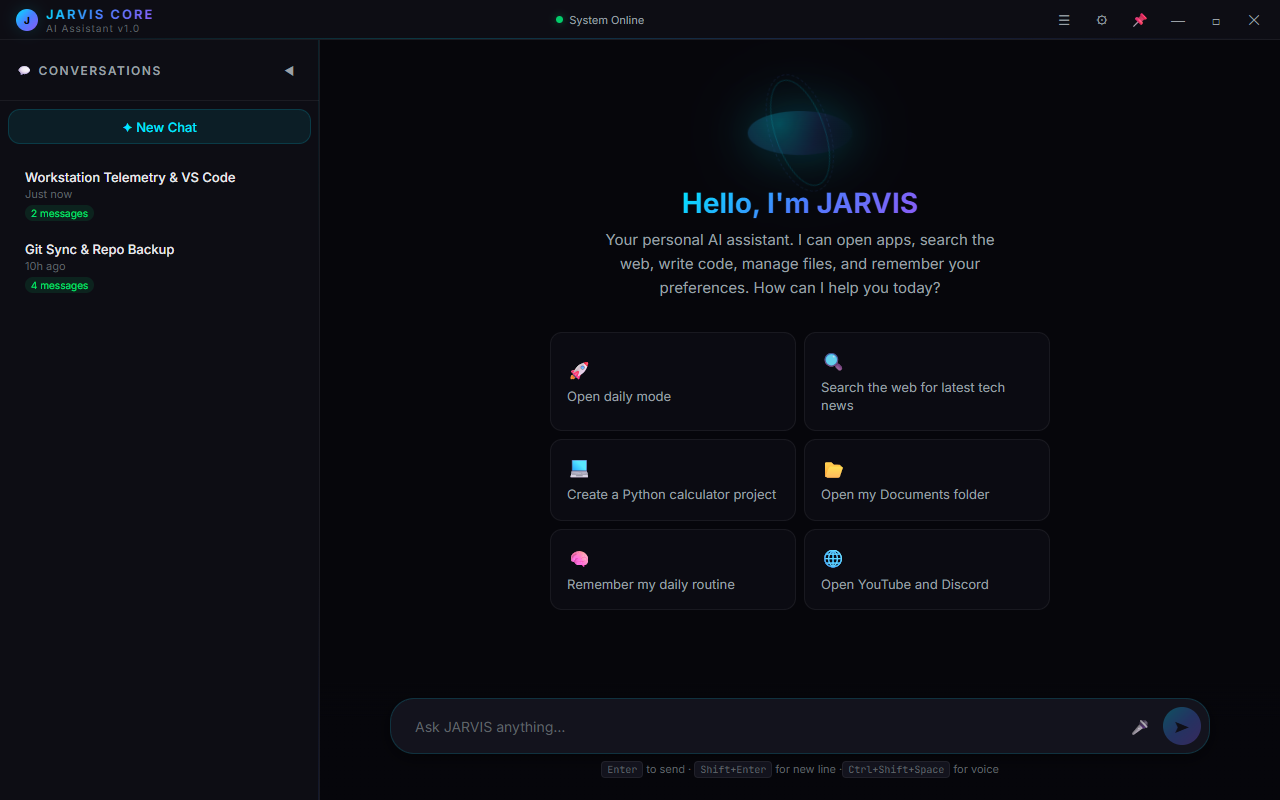 J
JARVIS CORE
AI Assistant v1.0
System Online
CONVERSATIONS
✦ New Chat
Workstation Telemetry & VS Code
Just now
2 messages
Git Sync & Repo Backup
10h ago
4 messages
Hello, I'm JARVIS
Your personal AI assistant. I can open apps, search the
web, write code, manage files, and remember your
preferences. How can I help you today?
Open daily mode
Search the web for latest tech
news
Create a Python calculator project
Open my Documents folder
Remember my daily routine
Open YouTube and Discord
Ask JARVIS anything...
Enter to send · Shift+Enter for new line · Ctrl+Shift+Space for voice